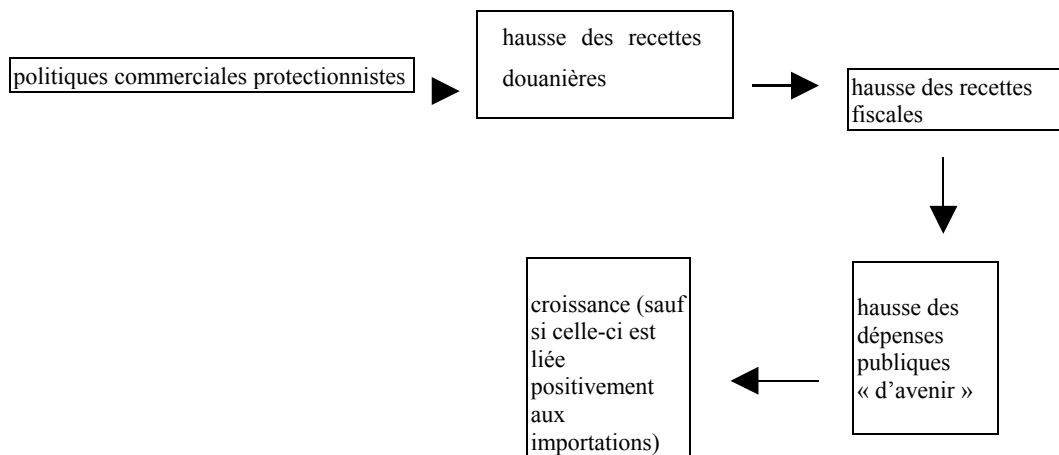 politiques commerciales protectionnistes
hausse des recettes
douanières
hausse des recettes
fiscales
hausse des
dépenses
publiques
« d'avenir »
croissance (sauf
si celle-ci est
liée
positivement
aux
importations)